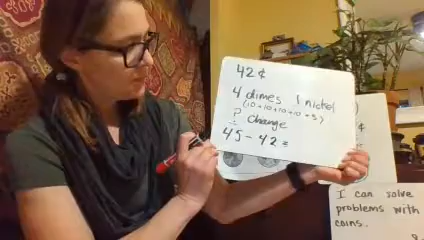 42¢
4 dimes 1 nickel
(10+10+10+10+5)
? change
45-42=
I can solve
problems with
coins.